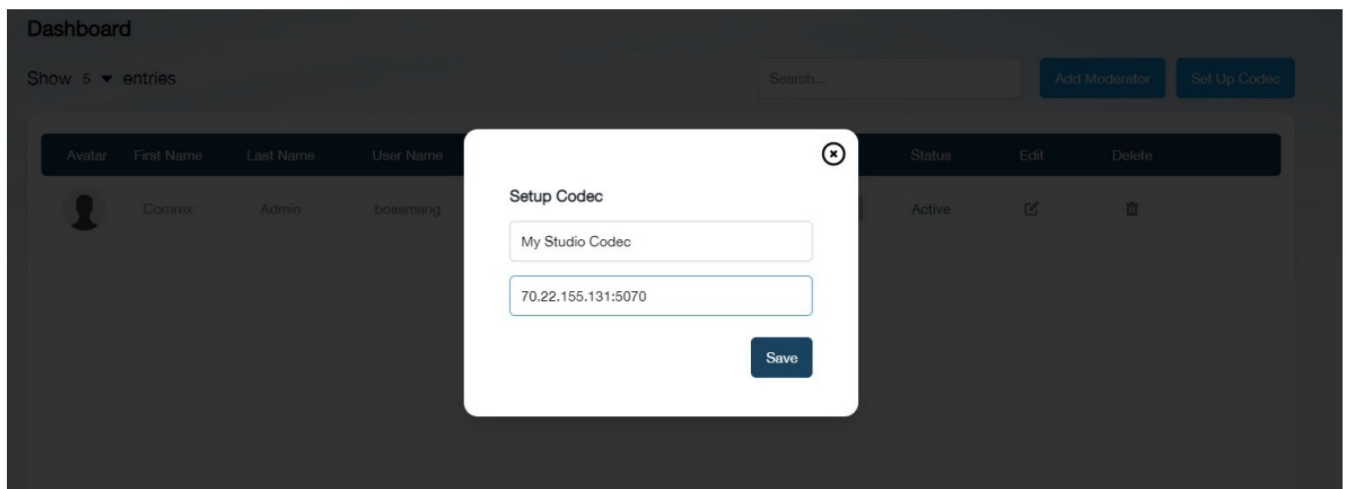 Dashboard
Show 5 entries
Search...
Add Moderator
Set Up Codec
Avatar First Name Last Name User Name Status Edit Delete
Comrex Admin bossmang Active
Setup Codec
My Studio Codec
70.22.155.131:5070
Save